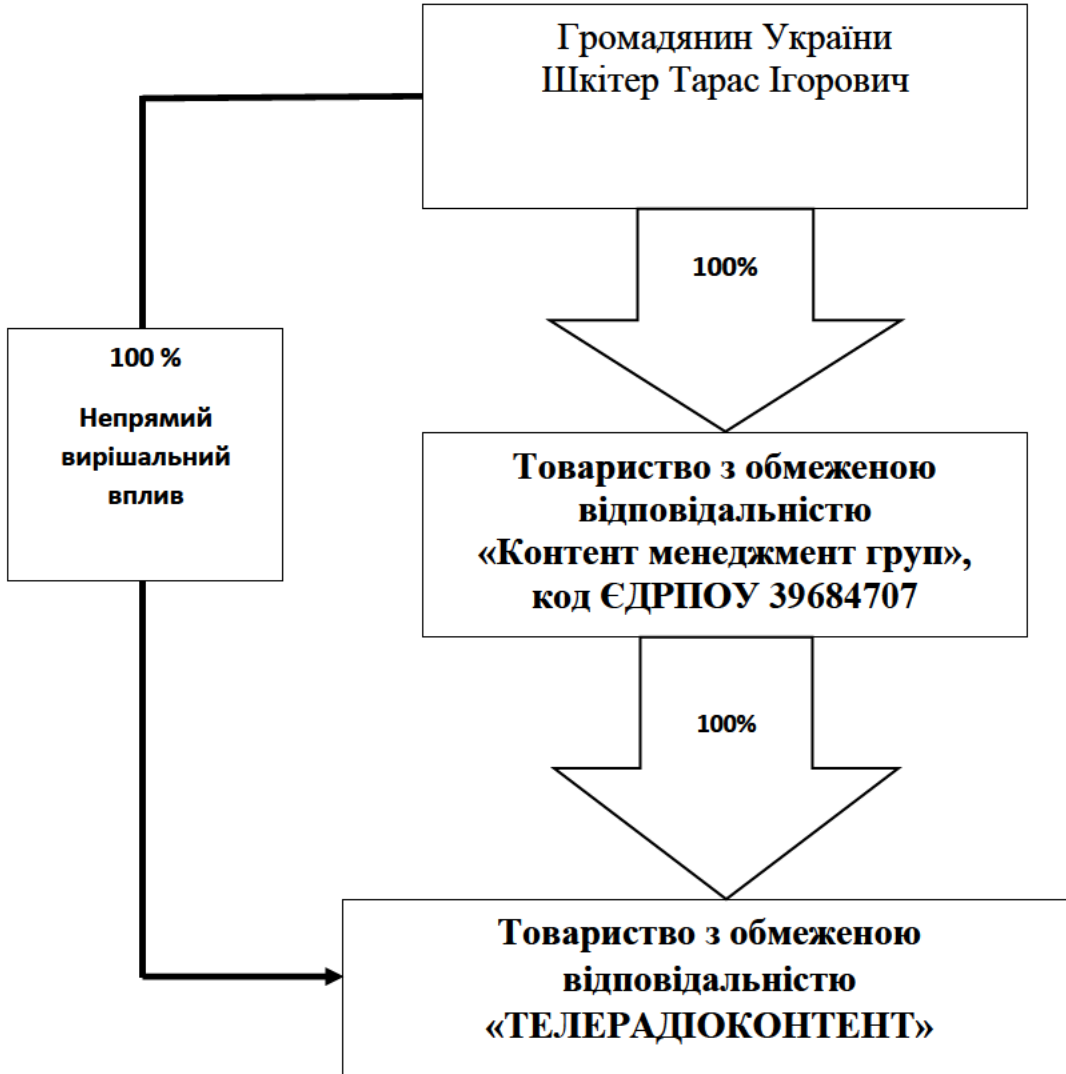 Громадянин України
Шкітер Тарас Ігорович
100%
100 %
Непрямий
вирішальний
вплив
Товариство з обмеженою
відповідальністю
«Контент менеджмент груп»,
код ЄДРПОУ 39684707
100%
Товариство з обмеженою
відповідальністю
«ТЕЛЕРАДІОКОНТЕНТ»